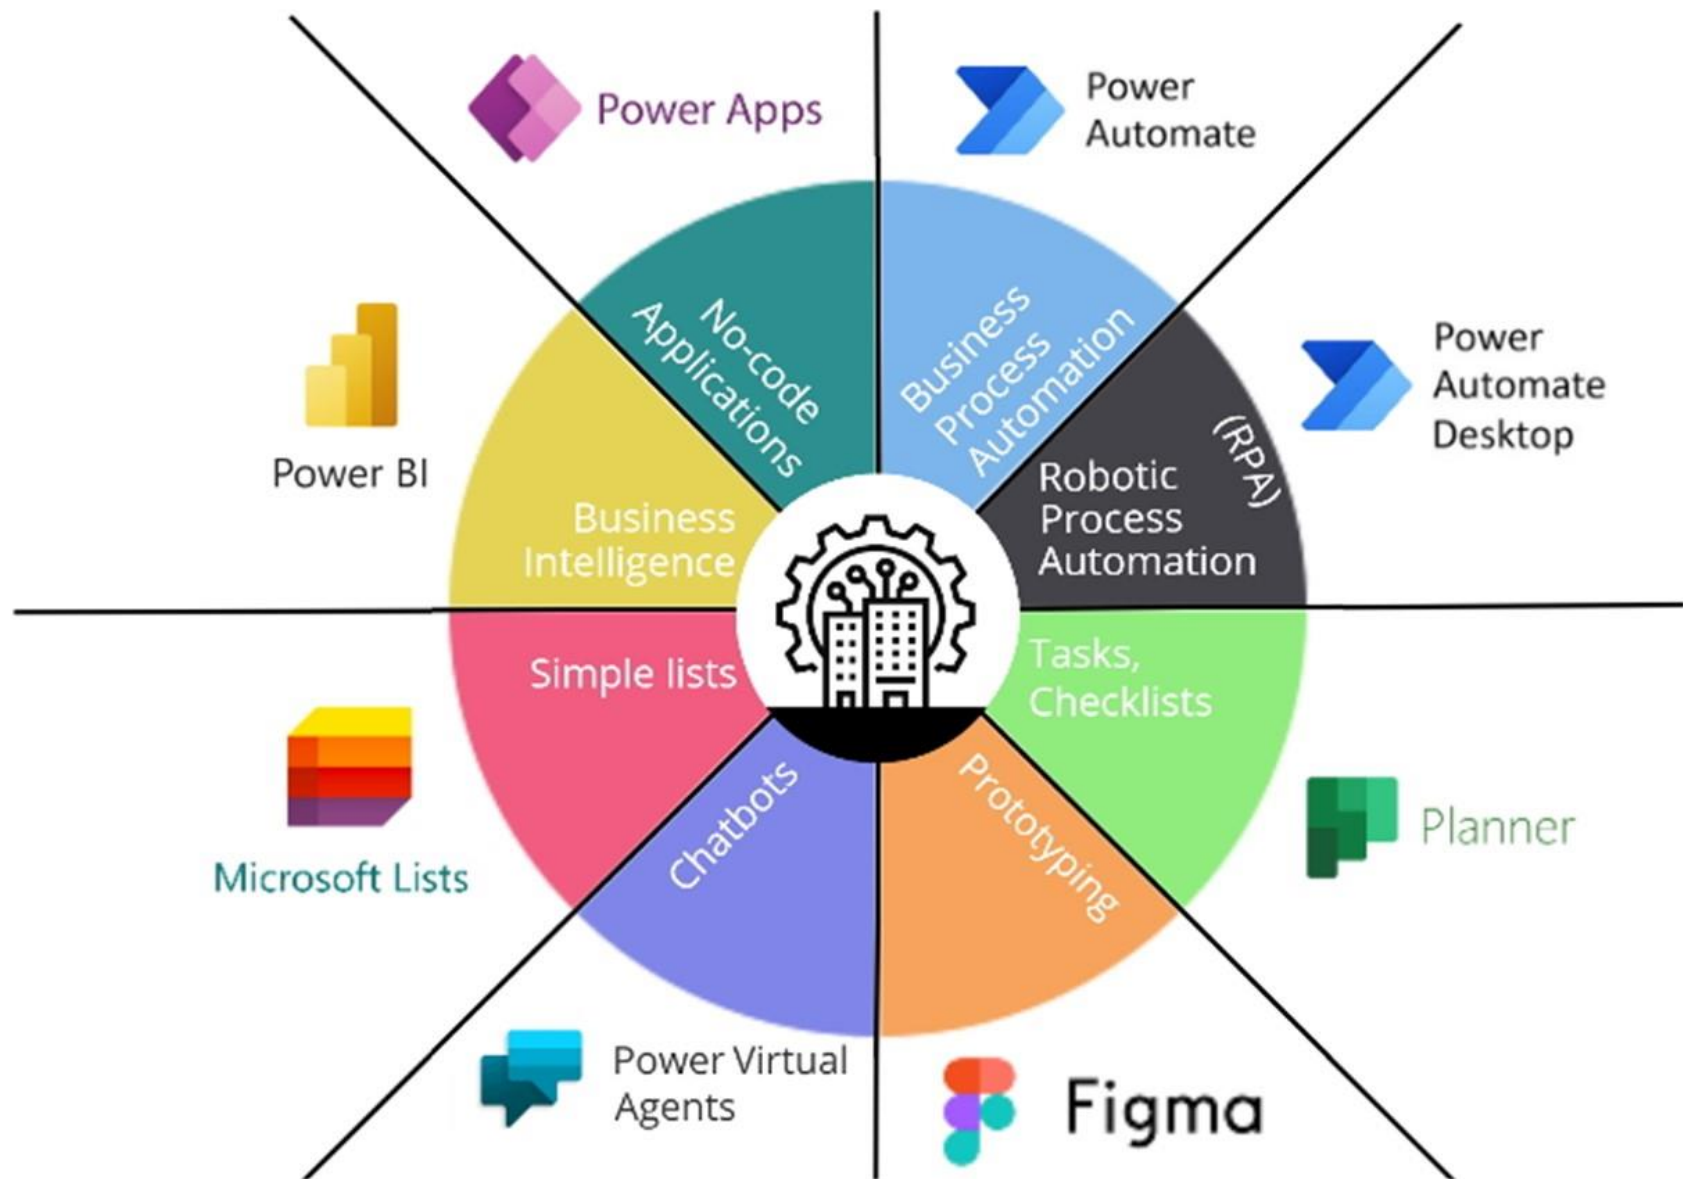 Power Apps
Power
Automate
No-code
Applications
Business
Process
Automation
Power BI
Business
Intelligence
Robotic
Process
Automation
(RPA)
Power
Automate
Desktop
Simple lists
Tasks,
Checklists
Microsoft Lists
Chatbots
Prototyping
Planner
Power Virtual
Agents
Figma